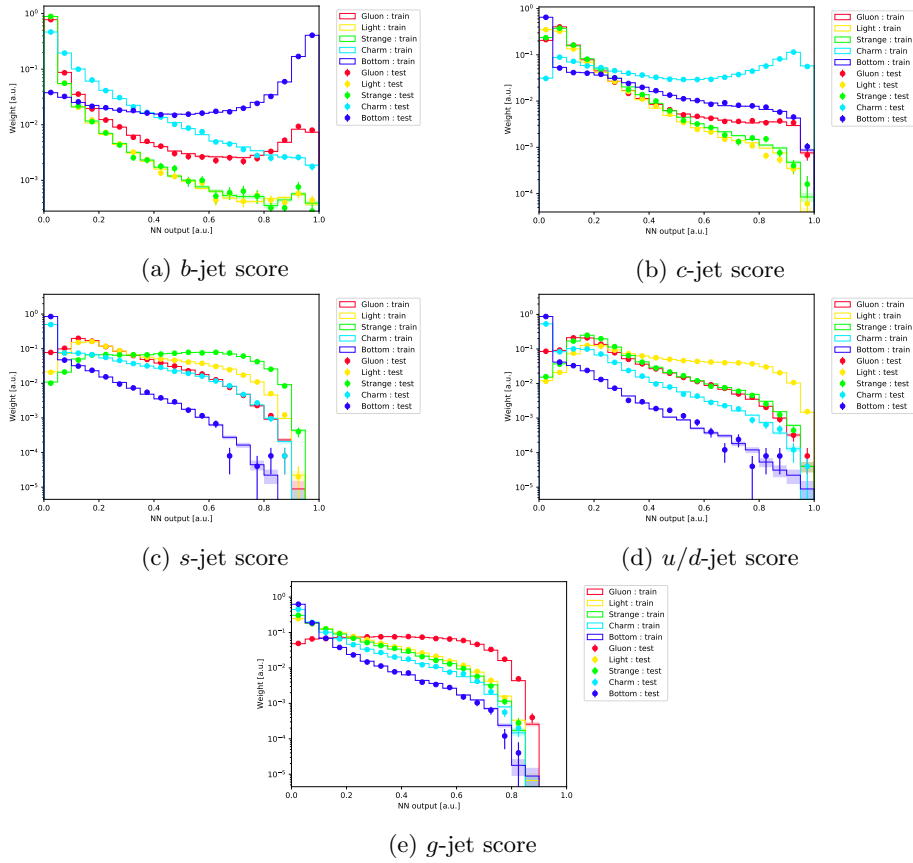 10⁰
10⁻¹
10⁻²
10⁻³
Weight [a.u.]
0.0 0.2 0.4 0.6 0.8 1.0
NN output [a.u.]
Gluon : train
Light : train
Strange : train
Charm : train
Bottom : train
Gluon : test
Light : test
Strange : test
Charm : test
Bottom : test
(a) b-jet score
10⁰
10⁻¹
10⁻²
10⁻³
10⁻⁴
Weight [a.u.]
0.0 0.2 0.4 0.6 0.8 1.0
NN output [a.u.]
Gluon : train
Light : train
Strange : train
Charm : train
Bottom : train
Gluon : test
Light : test
Strange : test
Charm : test
Bottom : test
(b) c-jet score
10⁰
10⁻¹
10⁻²
10⁻³
10⁻⁴
10⁻⁵
Weight [a.u.]
0.0 0.2 0.4 0.6 0.8 1.0
NN output [a.u.]
Gluon : train
Light : train
Strange : train
Charm : train
Bottom : train
Gluon : test
Light : test
Strange : test
Charm : test
Bottom : test
(c) s-jet score
10⁰
10⁻¹
10⁻²
10⁻³
10⁻⁴
10⁻⁵
Weight [a.u.]
0.0 0.2 0.4 0.6 0.8 1.0
NN output [a.u.]
Gluon : train
Light : train
Strange : train
Charm : train
Bottom : train
Gluon : test
Light : test
Strange : test
Charm : test
Bottom : test
(d) u/d-jet score
10⁰
10⁻¹
10⁻²
10⁻³
10⁻⁴
10⁻⁵
Weight [a.u.]
0.0 0.2 0.4 0.6 0.8 1.0
NN output [a.u.]
Gluon : train
Light : train
Strange : train
Charm : train
Bottom : train
Gluon : test
Light : test
Strange : test
Charm : test
Bottom : test
(e) g-jet score